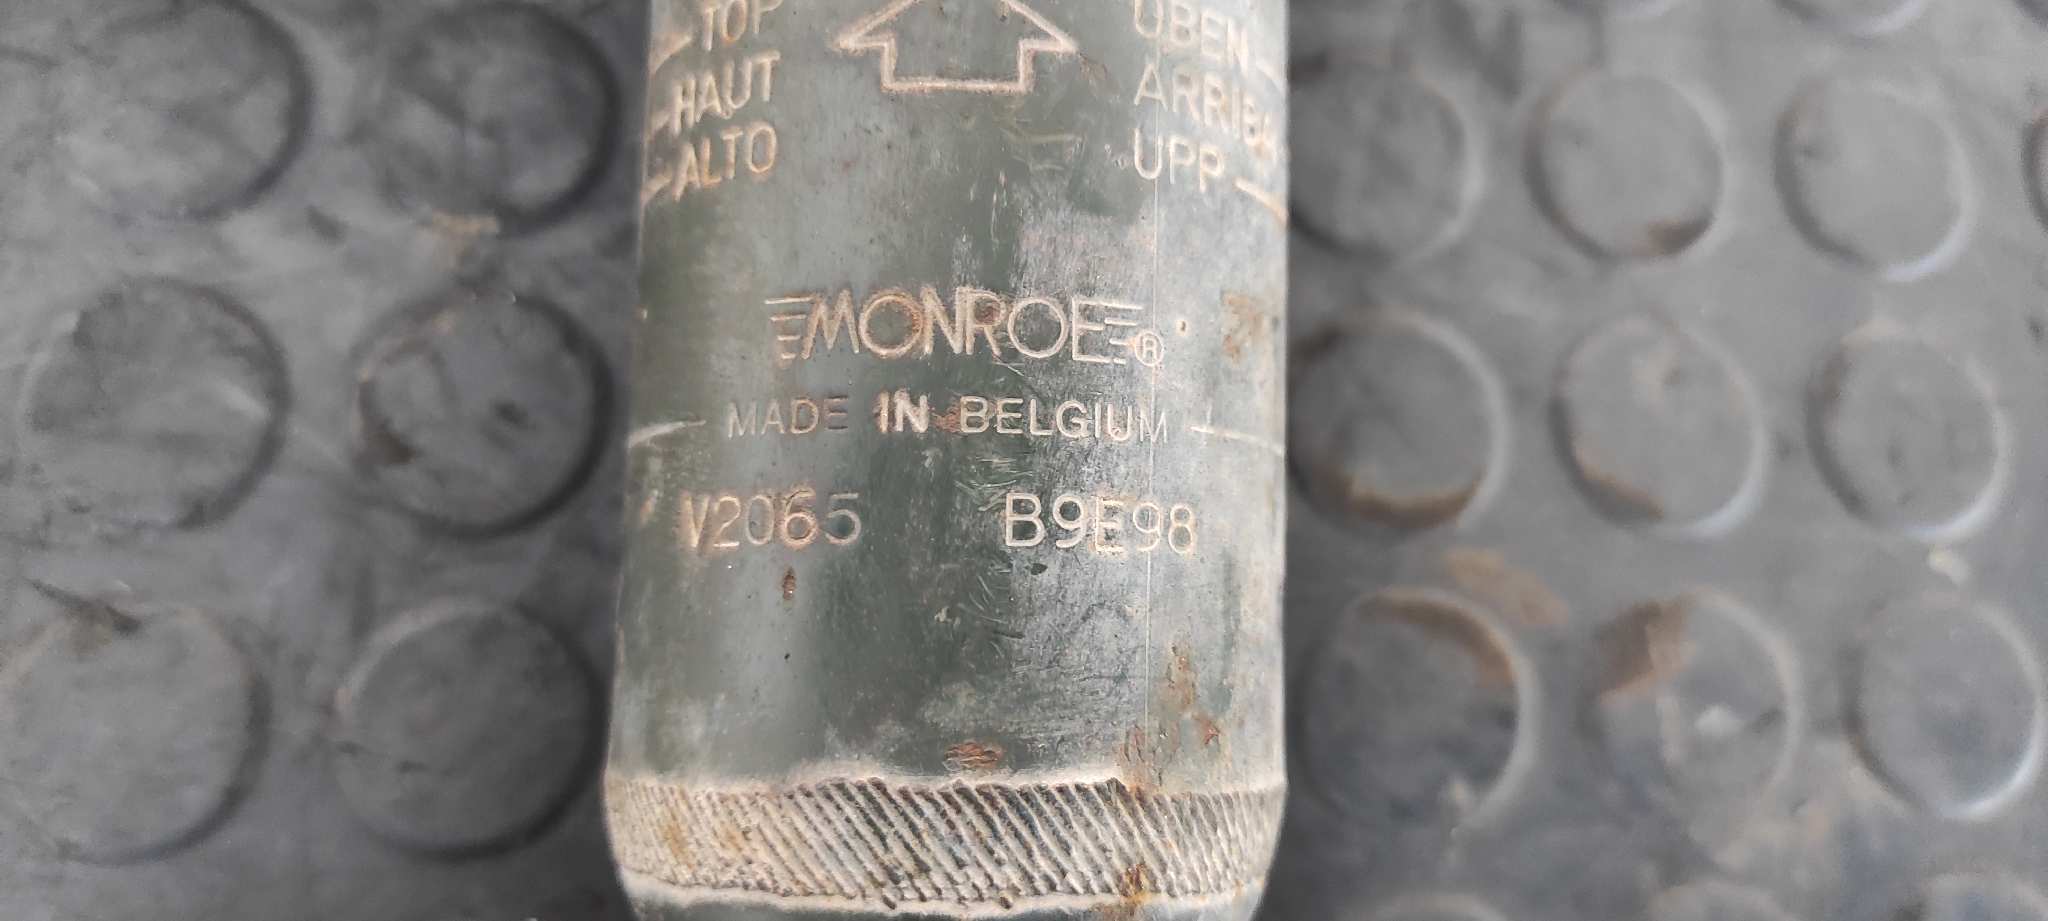 TOP
HAUT
ALTO
OBEN
ARRIBA
UPP
MONROE®
MADE IN BELGIUM
V2065 B9E98